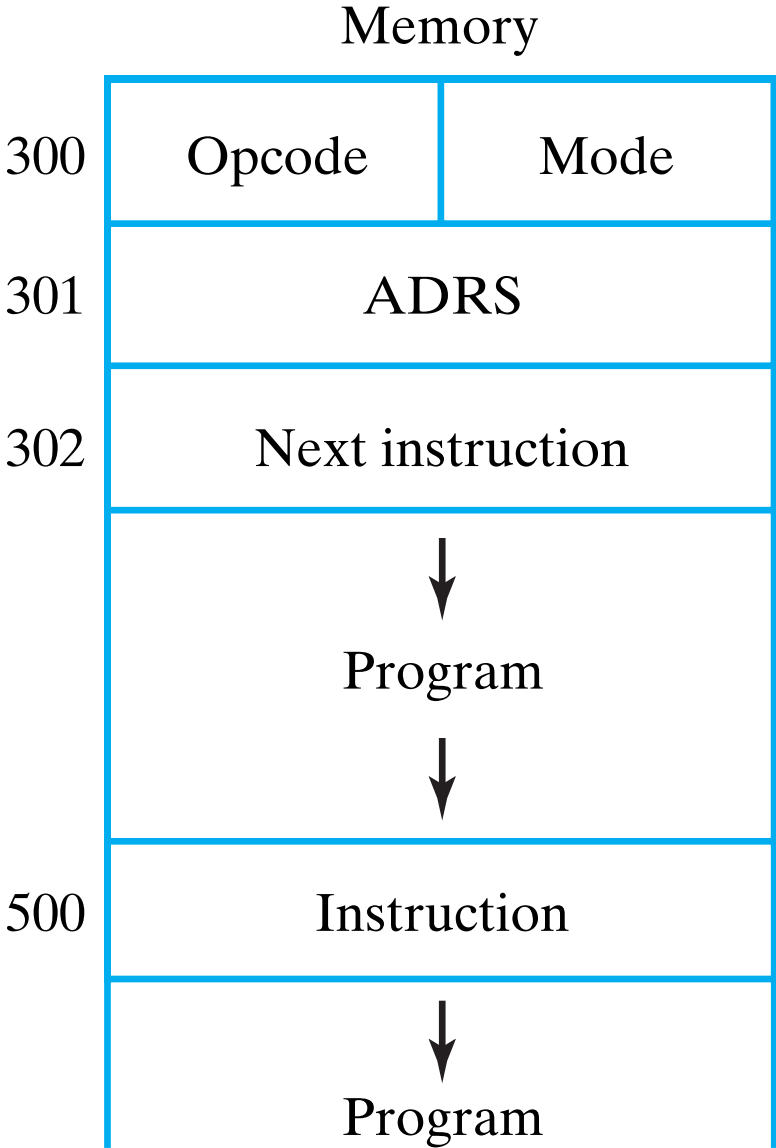 Memory
300 Opcode Mode
301 ADRS
302 Next instruction
Program
500 Instruction
Program